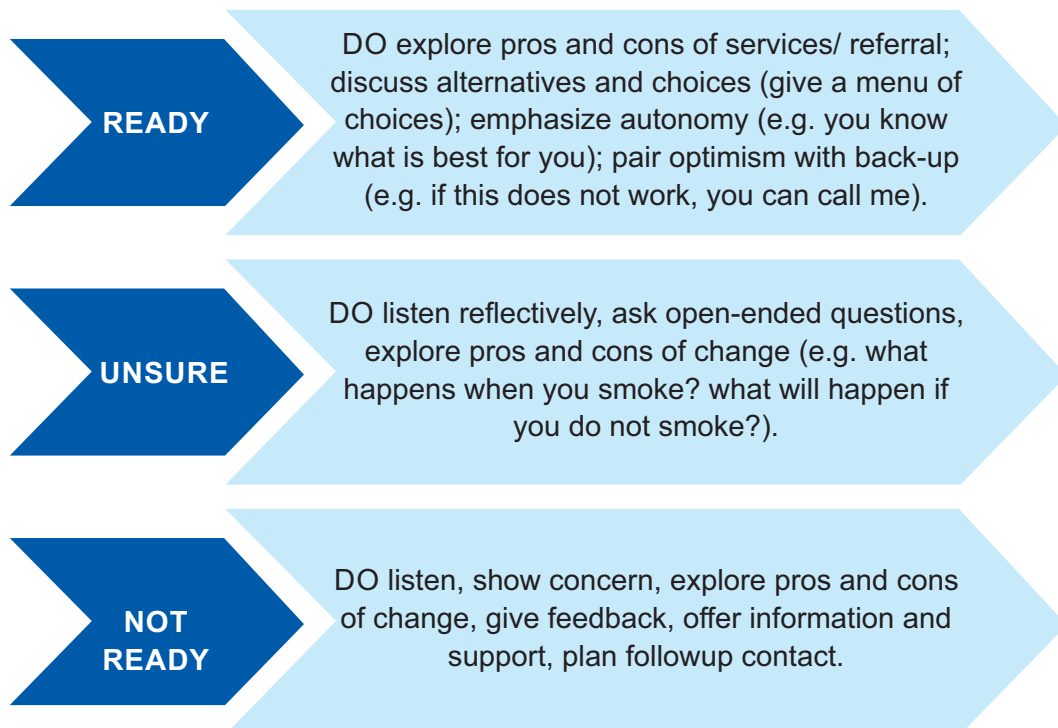 READY
DO explore pros and cons of services/ referral;
discuss alternatives and choices (give a menu of
choices); emphasize autonomy (e.g. you know
what is best for you); pair optimism with back-up
(e.g. if this does not work, you can call me).
UNSURE
DO listen reflectively, ask open-ended questions,
explore pros and cons of change (e.g. what
happens when you smoke? what will happen if
you do not smoke?).
NOT
READY
DO listen, show concern, explore pros and cons
of change, give feedback, offer information and
support, plan followup contact.